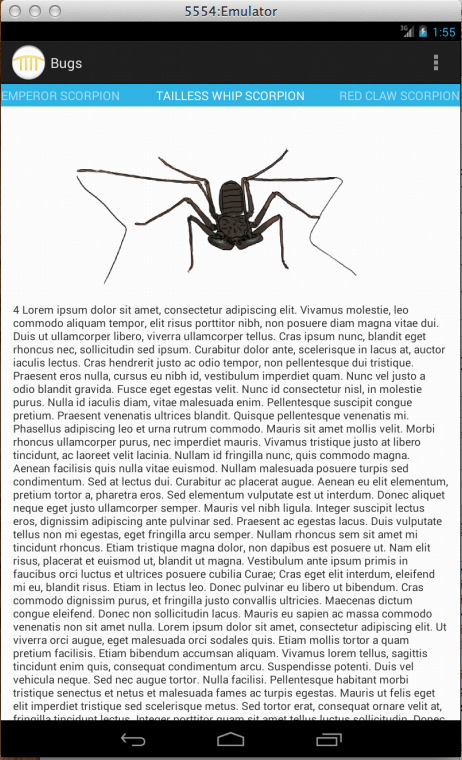 5554:Emulator
3G 1:55
Bugs
EMPEROR SCORPION TAILLESS WHIP SCORPION RED CLAW SCORPION
4 Lorem ipsum dolor sit amet, consectetur adipiscing elit. Vivamus molestie, leo
commodo aliquam tempor, elit risus porttitor nibh, non posuere diam magna vitae dui.
Duis ut ullamcorper libero, viverra ullamcorper tellus. Cras ipsum nunc, blandit eget
rhoncus nec, sollicitudin sed ipsum. Curabitur dolor ante, scelerisque in lacus at, auctor
iaculis lectus. Cras hendrerit justo ac odio tempor, non pellentesque dui tristique.
Praesent eros nulla, cursus eu nibh id, vestibulum imperdiet quam. Nunc vel justo a
odio blandit gravida. Fusce eget egestas velit. Nunc id consectetur nisl, in molestie
purus. Nulla id iaculis diam, vitae malesuada enim. Pellentesque suscipit congue
pretium. Praesent venenatis ultrices blandit. Quisque pellentesque venenatis mi.
Phasellus adipiscing leo et urna rutrum commodo. Mauris sit amet mollis velit. Morbi
rhoncus ullamcorper purus, nec imperdiet mauris. Vivamus tristique justo at libero
tincidunt, ac laoreet velit lacinia. Nullam id fringilla nunc, quis commodo magna.
Aenean facilisis quis nulla vitae euismod. Nullam malesuada posuere turpis sed
condimentum. Sed at lectus dui. Curabitur ac placerat augue. Aenean eu elit elementum,
pretium tortor a, pharetra eros. Sed elementum vulputate est ut interdum. Donec aliquet
neque eget justo ullamcorper semper. Mauris vel nibh ligula. Integer suscipit lectus
eros, dignissim adipiscing ante pulvinar sed. Praesent ac egestas lacus. Duis vulputate
tellus non mi egestas, eget fringilla arcu semper. Nullam rhoncus sem sit amet mi
tincidunt rhoncus. Etiam tristique magna dolor, non dapibus est posuere ut. Nam elit
risus, placerat et euismod ut, blandit ut magna. Vestibulum ante ipsum primis in
faucibus orci luctus et ultrices posuere cubilia Curae; Cras eget elit interdum, eleifend
mi eu, blandit risus. Etiam in lectus leo. Donec pulvinar eu libero ut bibendum. Cras
commodo dignissim purus, et fringilla justo convallis ultricies. Maecenas dictum
congue eleifend. Donec non sollicitudin lacus. Mauris eu sapien ac massa commodo
venenatis non sit amet nulla. Lorem ipsum dolor sit amet, consectetur adipiscing elit. Ut
viverra orci augue, eget malesuada orci sodales quis. Etiam mollis tortor a quam
pretium facilisis. Etiam bibendum accumsan aliquam. Vivamus lorem tellus, sagittis
tincidunt enim quis, consequat condimentum arcu. Suspendisse potenti. Duis vel
vehicula neque. Sed nec augue tortor. Nulla facilisi. Pellentesque habitant morbi
tristique senectus et netus et malesuada fames ac turpis egestas. Mauris ut felis eget
elit imperdiet tristique sed scelerisque metus. Sed tortor erat, consequat ornare velit at,
fringilla tincidunt lectus. Integer porttitor quam sit amet tellus luctus sollicitudin. Donec